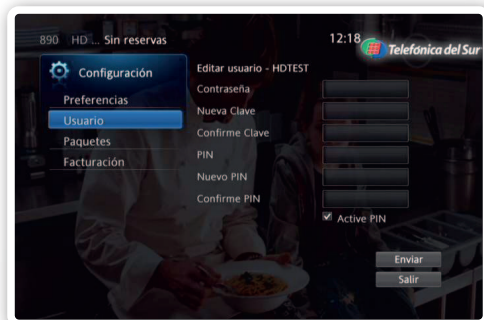 890 HD ... Sin reservas
12:18
Telefónica del Sur
Configuración
Preferencias
Usuario
Paquetes
Facturación
Editar usuario - HDTEST
Contraseña
Nueva Clave
Confirme Clave
PIN
Nuevo PIN
Confirme PIN
Active PIN
Enviar
Salir